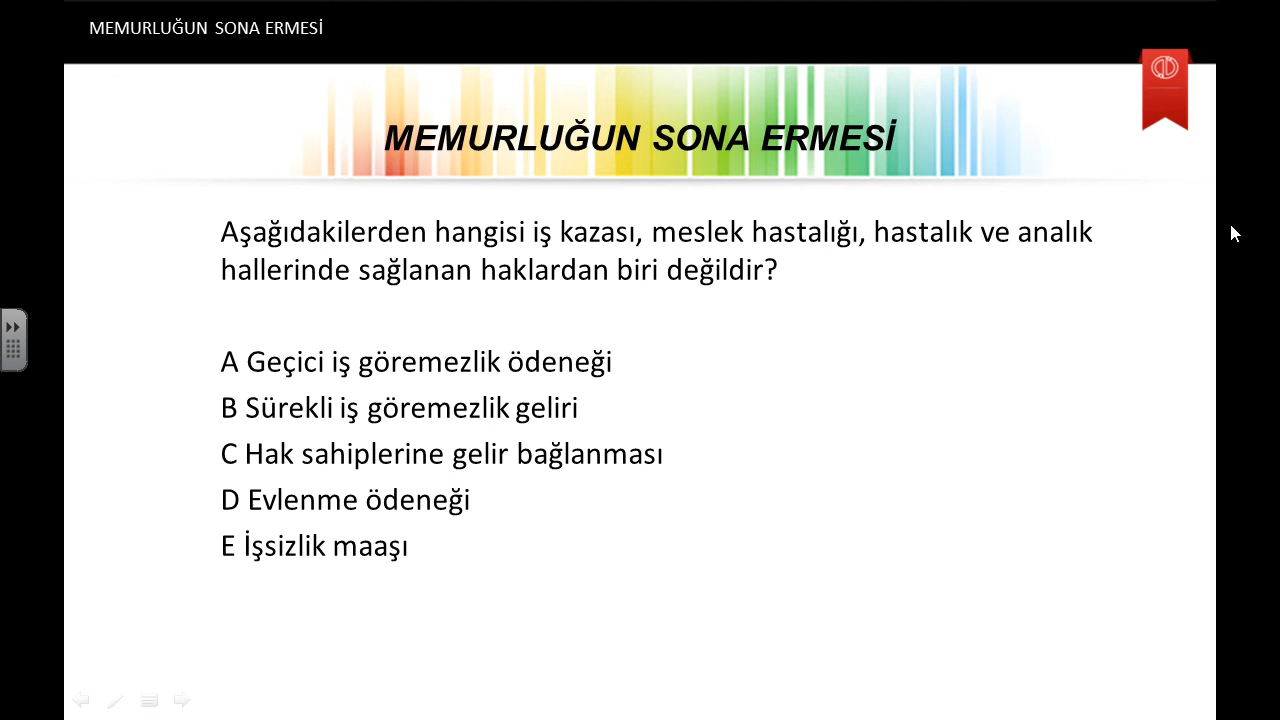 MEMURLUĞUN SONA ERMESİ
MEMURLUĞUN SONA ERMESİ
Aşağıdakilerden hangisi iş kazası, meslek hastalığı, hastalık ve analık
hallerinde sağlanan haklardan biri değildir?
A Geçici iş göremezlik ödeneği
B Sürekli iş göremezlik geliri
C Hak sahiplerine gelir bağlanması
D Evlenme ödeneği
E İşsizlik maaşı